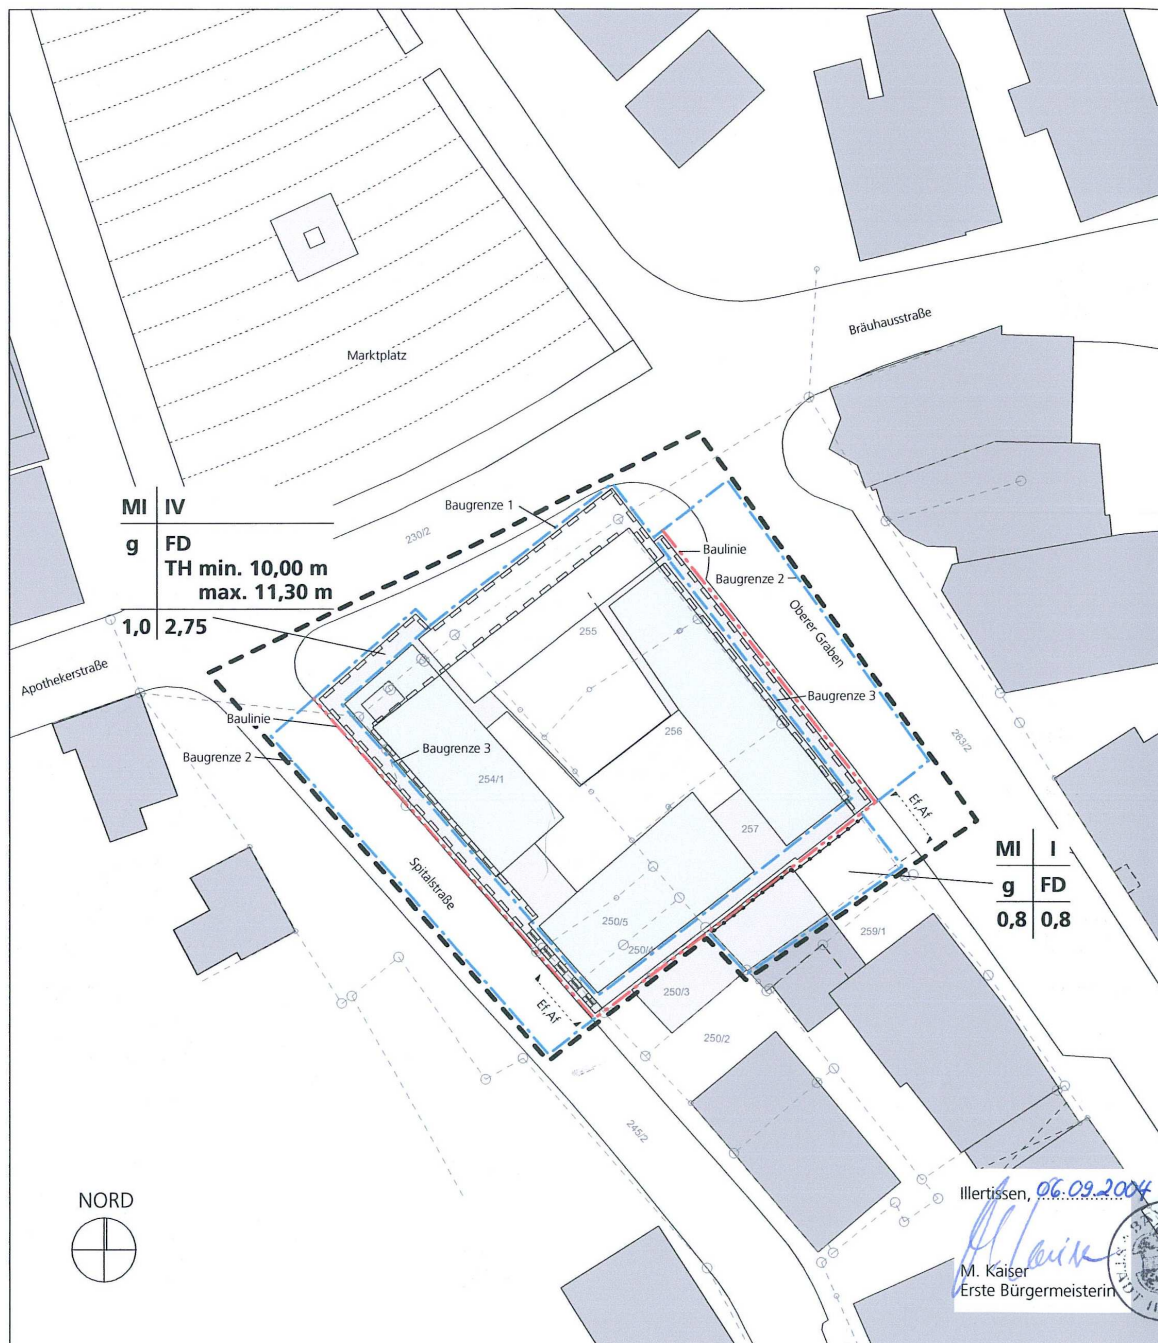 Marktplatz
Bräuhausstraße
MI IV
g FD
TH min. 10,00 m
max. 11,30 m
1,0 2,75
230/2
Baugrenze 1
Baulinie
Baugrenze 2
Oberer Graben
255
Apothekerstraße
Baulinie
Baugrenze 2
Baugrenze 3
Baugrenze 3
256
254/1
263/2
257
Ef,Af
Spitalstraße
MI I
g FD
0,8 0,8
250/5
250/4
259/1
250/3
Ef,Af
250/2
245/2
NORD
Illertissen, 06.09.2004
M. Kaiser
Erste Bürgermeisterin